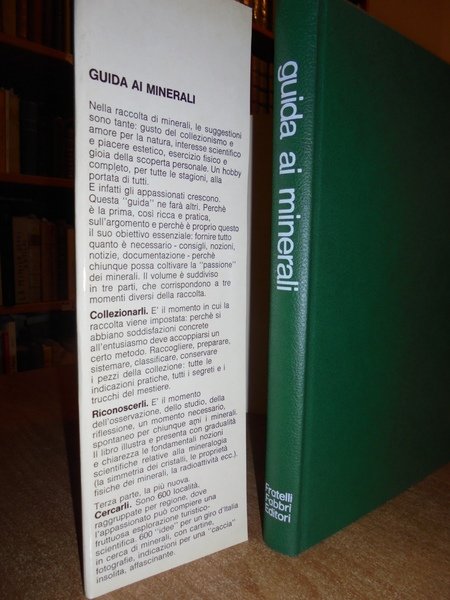 GUIDA AI MINERALI
Nella raccolta di minerali, le suggestioni
sono tante: gusto del collezionismo e
amore per la natura, interesse scientifico
e piacere estetico, esercizio fisico e
gioia della scoperta personale. Un hobby
completo, per tutte le stagioni, alla
portata di tutti.
E infatti gli appassionati crescono.
Questa "guida" ne farà altri. Perchè
è la prima, così ricca e pratica,
sull'argomento e perchè è proprio questo
il suo obiettivo essenziale: fornire tutto
quanto è necessario - consigli, nozioni,
notizie, documentazione - perchè
chiunque possa coltivare la "passione"
dei minerali. Il volume è suddiviso
in tre parti, che corrispondono a tre
momenti diversi della raccolta.
Collezionarli. E' il momento in cui la
raccolta viene impostata: perchè si
abbiano soddisfazioni concrete
all'entusiasmo deve accoppiarsi un
certo metodo. Raccogliere, preparare,
sistemare, classificare, conservare
i pezzi della collezione: tutte le
indicazioni pratiche, tutti i segreti e i
trucchi del mestiere.
Riconoscerli. E' il momento
dell'osservazione, dello studio, della
riflessione, un momento necessario,
spontaneo per chiunque ami i minerali.
Il libro illustra e presenta con gradualità
e chiarezza le fondamentali nozioni
scientifiche relative alla mineralogia
(la simmetria dei cristalli, le proprietà
fisiche dei minerali, la radioattività ecc.).
Terza parte, la più nuova.
Cercarli. Sono 600 località,
raggruppate per regione, dove
l'appassionato può compiere una
fruttuosa esplorazione turistico-
scientifica. 600 "idee" per un giro d'Italia
in cerca di minerali, con cartine,
fotografie, indicazioni per una "caccia"
insolita, affascinante.
guida ai minerali
Fratelli
Fabbri
Editori